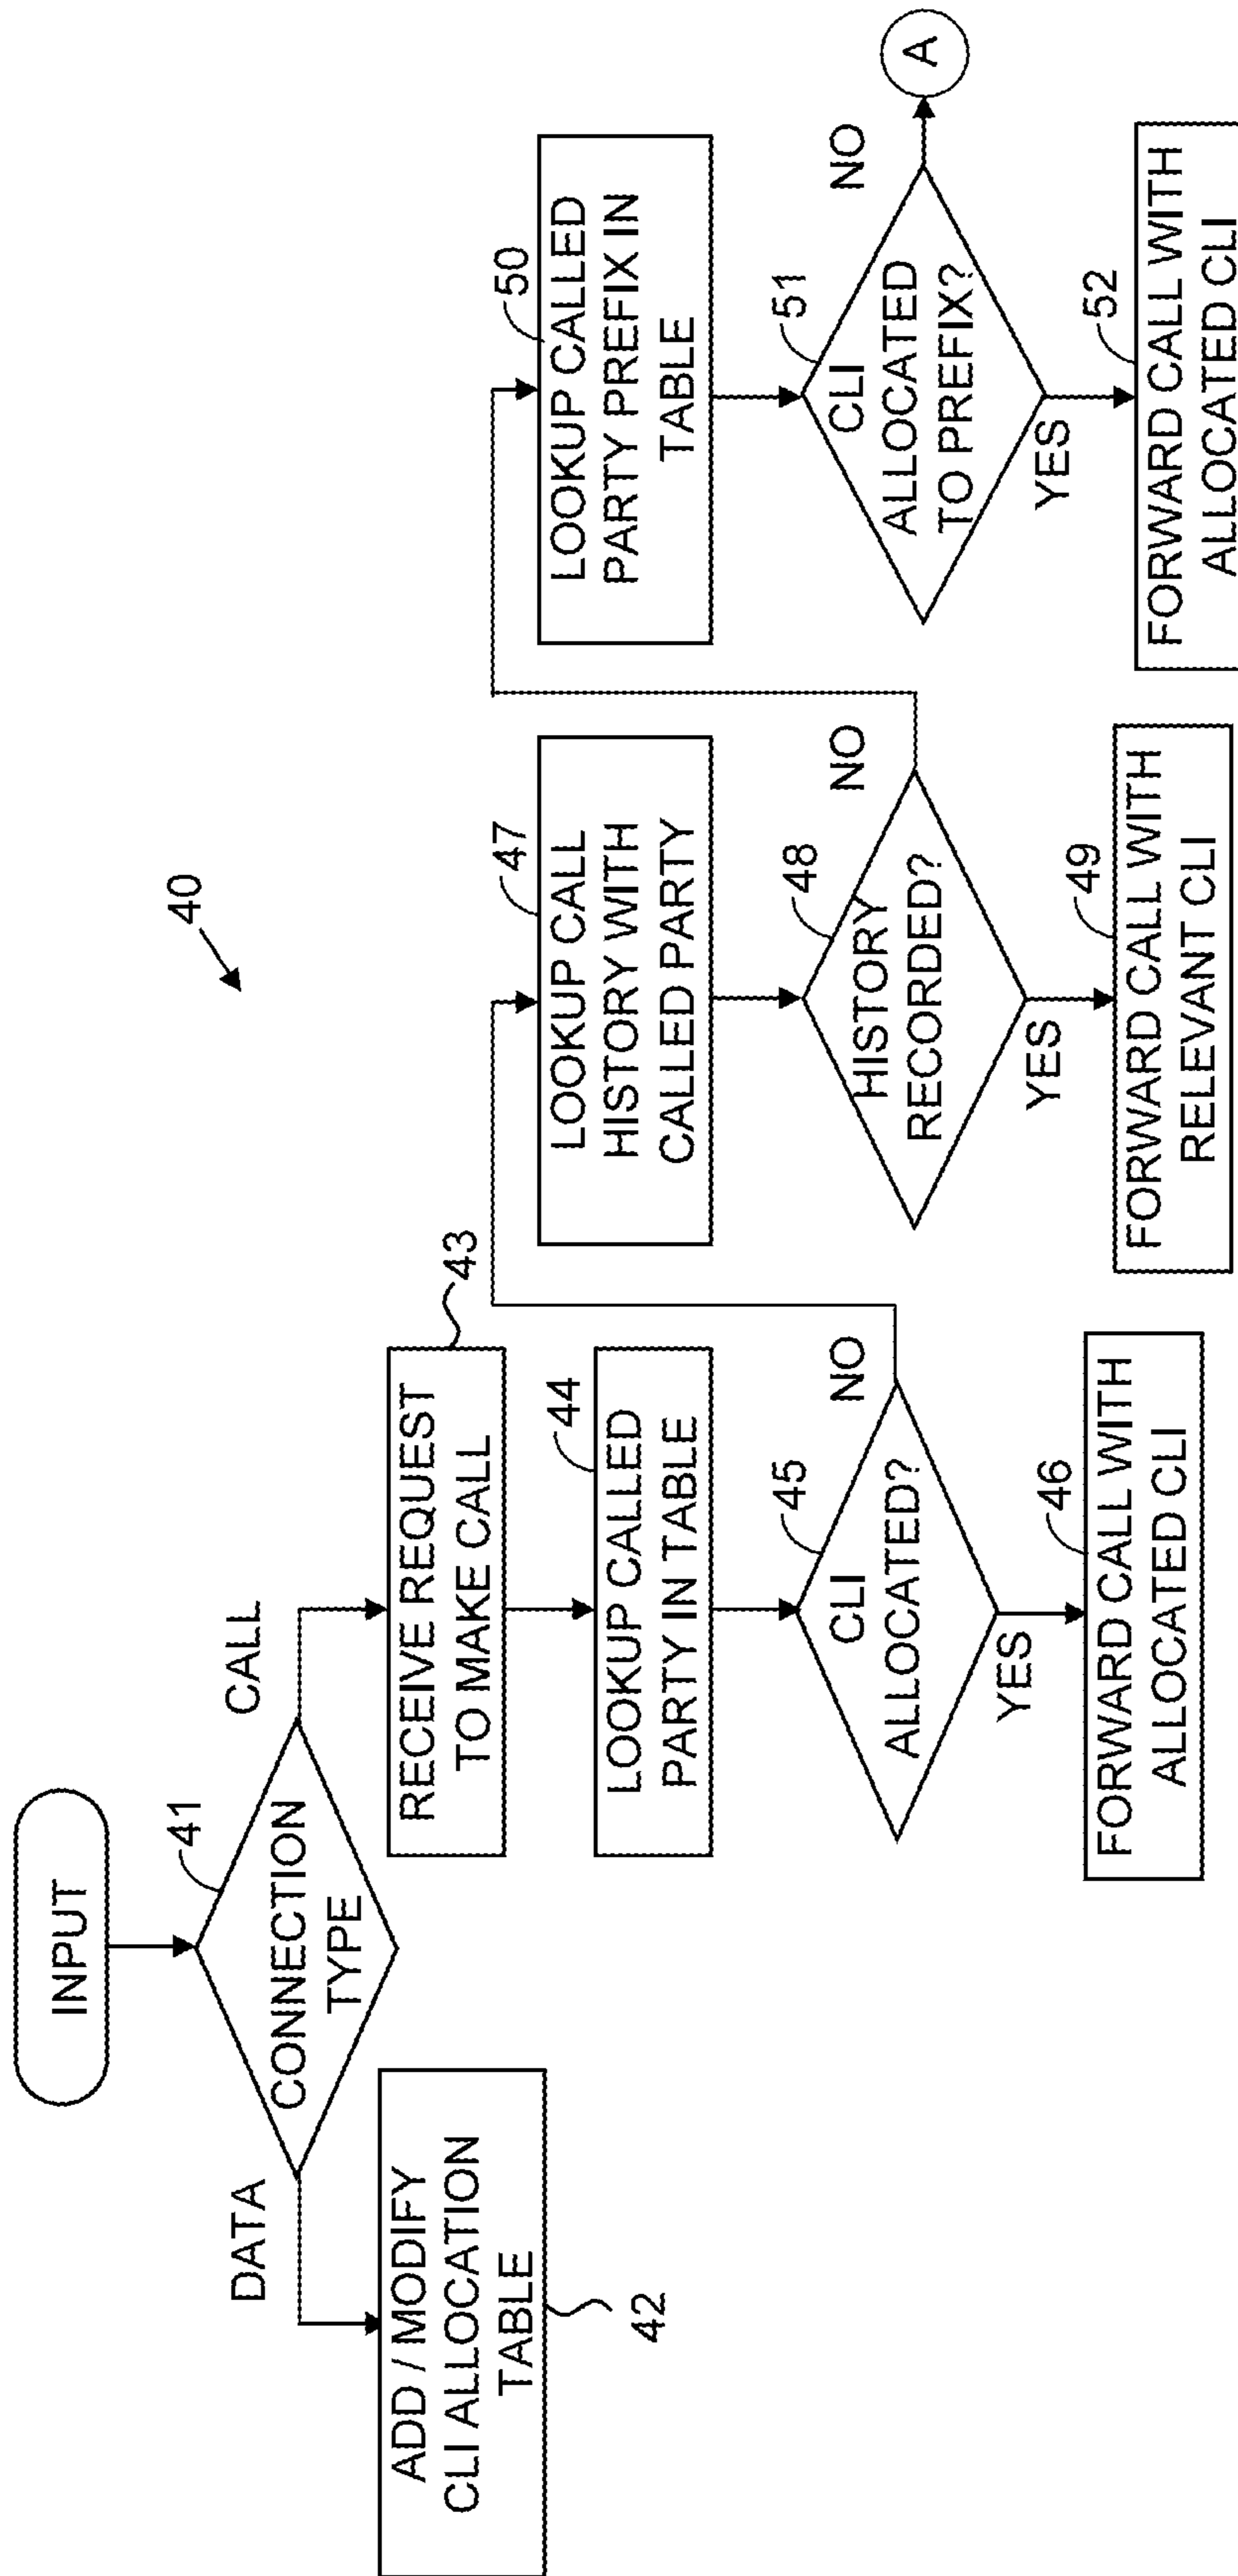 40
INPUT
41
CONNECTION
TYPE
DATA
CALL
ADD / MODIFY
CLI ALLOCATION
TABLE
42
RECEIVE REQUEST
TO MAKE CALL
43
LOOKUP CALLED
PARTY IN TABLE
44
CLI
ALLOCATED?
45
NO
YES
FORWARD CALL WITH
ALLOCATED CLI
46
LOOKUP CALL
HISTORY WITH
CALLED PARTY
47
HISTORY
RECORDED?
48
NO
YES
FORWARD CALL WITH
RELEVANT CLI
49
LOOKUP CALLED
PARTY PREFIX IN
TABLE
50
CLI
ALLOCATED
TO PREFIX?
51
NO
A
YES
FORWARD CALL WITH
ALLOCATED CLI
52